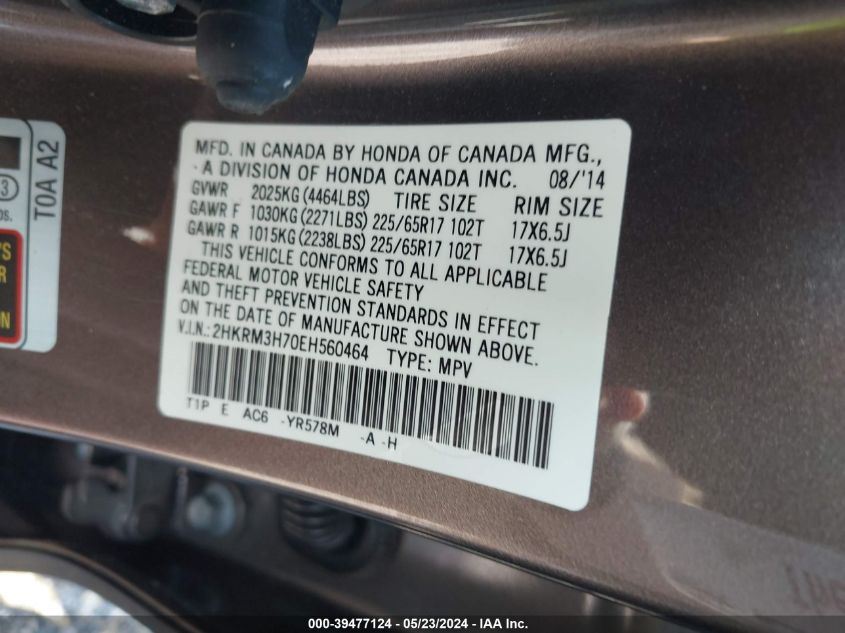 MFD. IN CANADA BY HONDA OF CANADA MFG.,
A DIVISION OF HONDA CANADA INC. 08/'14
GVWR 2025KG (4464LBS) TIRE SIZE RIM SIZE
GAWR F 1030KG (2271LBS) 225/65R17 102T 17X6.5J
GAWR R 1015KG (2238LBS) 225/65R17 102T 17X6.5J
THIS VEHICLE CONFORMS TO ALL APPLICABLE
FEDERAL MOTOR VEHICLE SAFETY
AND THEFT PREVENTION STANDARDS IN EFFECT
ON THE DATE OF MANUFACTURE SHOWN ABOVE.
V.I.N.: 2HKRM3H70EH560464 TYPE: MPV
T1P E AC6 -YR578M -A -H
T0A A2
3
000-39477124 - 05/23/2024 - IAA Inc.